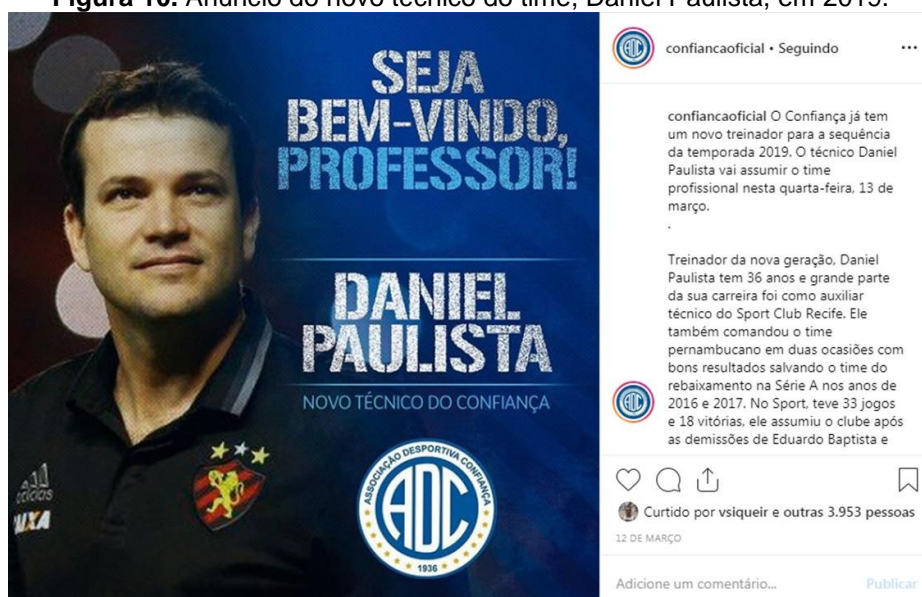 Figura 10. Anúncio do novo técnico do time, Daniel Paulista, em 2019.
SEJA
BEM-VINDO,
PROFESSOR!
DANIEL
PAULISTA
NOVO TÉCNICO DO CONFIANÇA
ASSOCIAÇÃO DESPORTIVA CONFIANÇA
ADC
1936
adidas
confiancaoficial • Seguindo
confiancaoficial O Confiança já tem
um novo treinador para a sequência
da temporada 2019. O técnico Daniel
Paulista vai assumir o time
profissional nesta quarta-feira, 13 de
março.
.
Treinador da nova geração, Daniel
Paulista tem 36 anos e grande parte
da sua carreira foi como auxiliar
técnico do Sport Club Recife. Ele
também comandou o time
pernambucano em duas ocasiões com
bons resultados salvando o time do
rebaixamento na Série A nos anos de
2016 e 2017. No Sport, teve 33 jogos
e 18 vitórias, ele assumiu o clube após
as demissões de Eduardo Baptista e
Curtido por vsiqueir e outras 3.953 pessoas
12 DE MARÇO
Adicione um comentário... Publicar